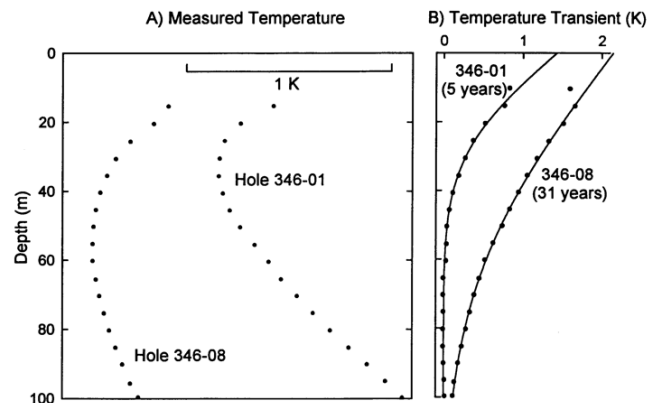 A) Measured Temperature
B) Temperature Transient (K)
0 1 2
0
20
40
60
80
100
Depth (m)
1 K
Hole 346-01
Hole 346-08
346-01
(5 years)
346-08
(31 years)